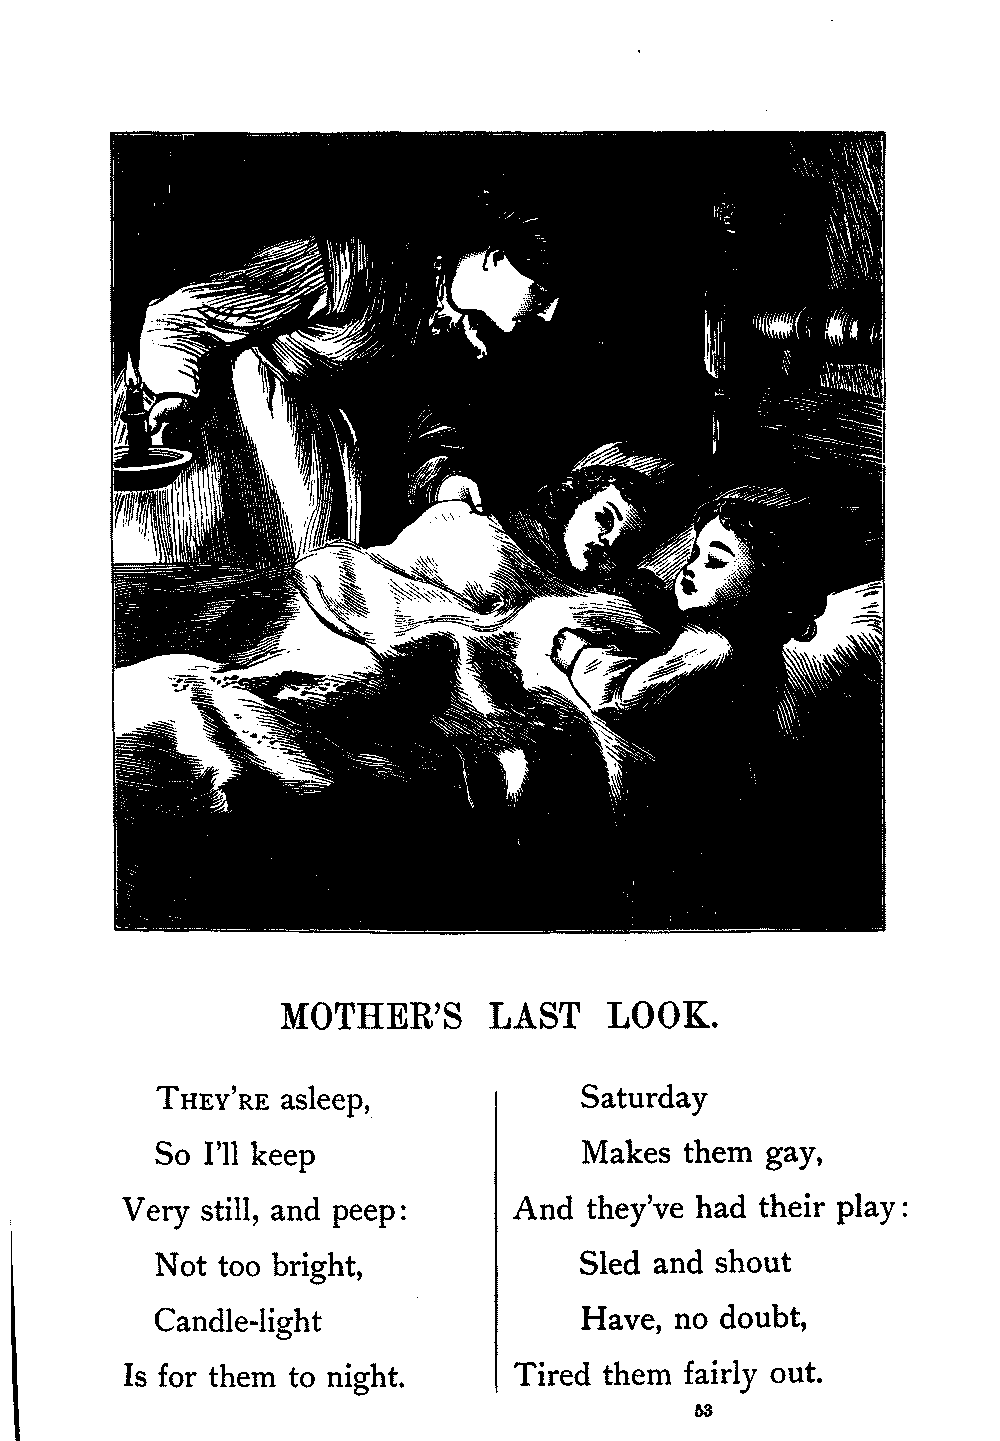 MOTHER'S LAST LOOK.
THEY'RE asleep,
So I'll keep
Very still, and peep:
Not too bright,
Candle-light
Is for them to night.
Saturday
Makes them gay,
And they've had their play:
Sled and shout
Have, no doubt,
Tired them fairly out.
53